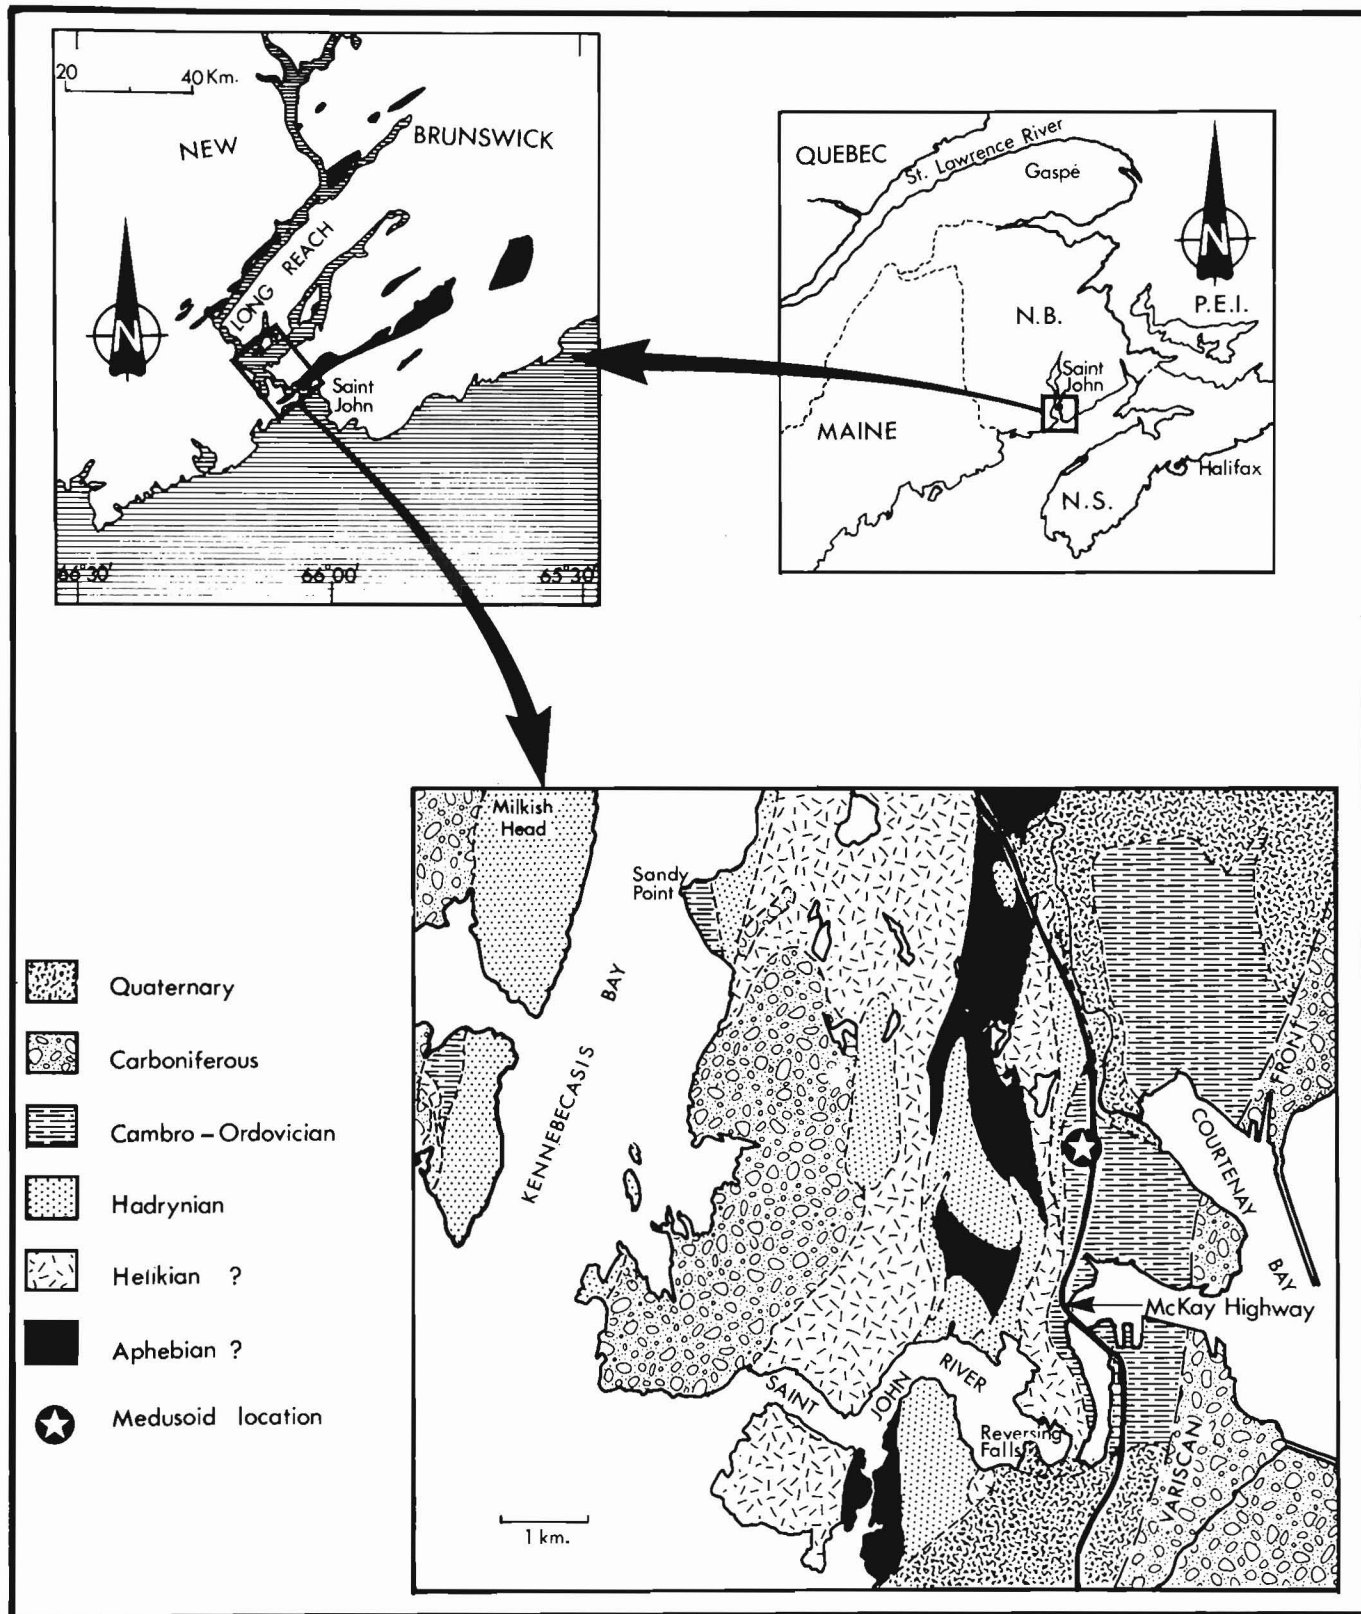 20
40 Km.
NEW
BRUNSWICK
LONG REACH
N
Saint
John
66°30'
66°00'
65°30'
QUEBEC
St. Lawrence River
Gaspé
N
P.E.I.
N.B.
Saint
John
MAINE
Halifax
N.S.
Milkish
Head
Sandy
Point
KENNEBECASIS BAY
FRONT
COURTENAY
BAY
McKay Highway
SAINT
JOHN
RIVER
Reversing
Falls
VARISCAN
1 km.
Quaternary
Carboniferous
Cambro - Ordovician
Hadrynian
Helikian ?
Aphebian ?
Medusoid location